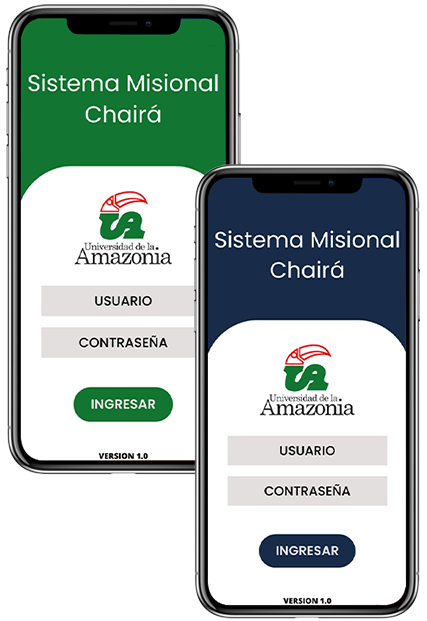 Sistema Misional
Chairá
UA
Universidad de la
Amazonia
USUARIO
CONTRASEÑA
INGRESAR
VERSION 1.0
Sistema Misional
Chairá
UA
Universidad de la
Amazonia
USUARIO
CONTRASEÑA
INGRESAR
VERSION 1.0